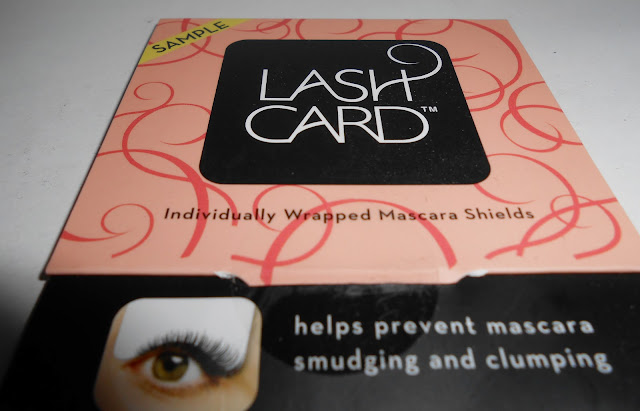 SAMPLE
LASH
CARD™
Individually Wrapped Mascara Shields
helps prevent mascara
smudging and clumping